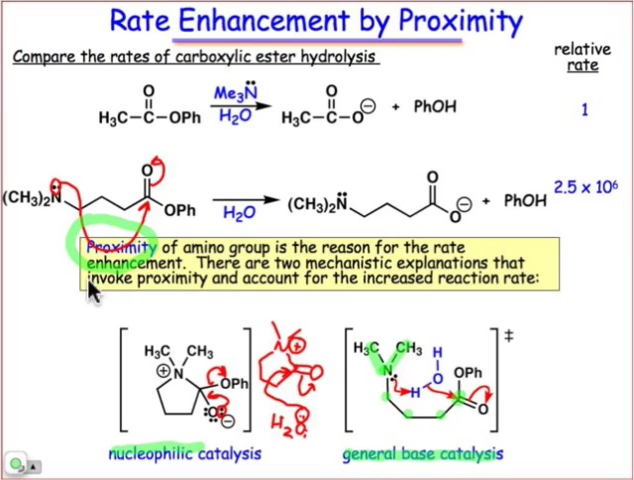 Rate Enhancement by Proximity
Compare the rates of carboxylic ester hydrolysis
relative
rate
O
H₃C-C-OPh
Me₃N̈
H₂O
O
H₃C-C-O⊖
+ PhOH
1
(CH₃)₂N̈
O
OPh
H₂O
(CH₃)₂N̈
O
O⊖
+ PhOH
2.5 x 10⁶
Proximity of amino group is the reason for the rate
enhancement. There are two mechanistic explanations that
invoke proximity and account for the increased reaction rate:
H₃C CH₃
⊕N
OPh
O⊖
N⊕
O
H₂Ö
H₃C CH₃
N:
H
O
H
OPh
O
‡
nucleophilic catalysis
general base catalysis